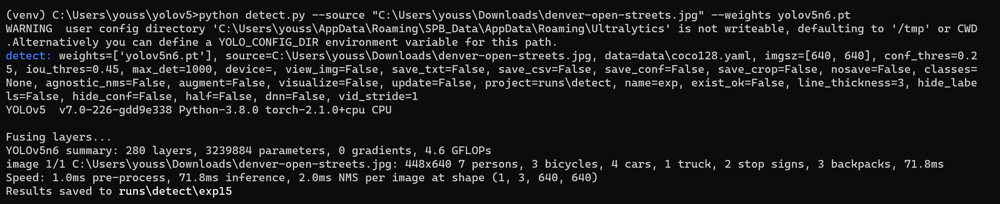 (venv) C:\Users\youss\yolov5>python detect.py --source "C:\Users\youss\Downloads\denver-open-streets.jpg" --weights yolov5n6.pt
WARNING  user config directory 'C:\Users\youss\AppData\Roaming\SPB_Data\AppData\Roaming\Ultralytics' is not writeable, defaulting to '/tmp' or CWD
.Alternatively you can define a YOLO_CONFIG_DIR environment variable for this path.
detect: weights=['yolov5n6.pt'], source=C:\Users\youss\Downloads\denver-open-streets.jpg, data=data\coco128.yaml, imgsz=[640, 640], conf_thres=0.2
5, iou_thres=0.45, max_det=1000, device=, view_img=False, save_txt=False, save_csv=False, save_conf=False, save_crop=False, nosave=False, classes=
None, agnostic_nms=False, augment=False, visualize=False, update=False, project=runs\detect, name=exp, exist_ok=False, line_thickness=3, hide_labe
ls=False, hide_conf=False, half=False, dnn=False, vid_stride=1
YOLOv5  v7.0-226-gdd9e338 Python-3.8.0 torch-2.1.0+cpu CPU
Fusing layers...
YOLOv5n6 summary: 280 layers, 3239884 parameters, 0 gradients, 4.6 GFLOPs
image 1/1 C:\Users\youss\Downloads\denver-open-streets.jpg: 448x640 7 persons, 3 bicycles, 4 cars, 1 truck, 2 stop signs, 3 backpacks, 71.8ms
Speed: 1.0ms pre-process, 71.8ms inference, 2.0ms NMS per image at shape (1, 3, 640, 640)
Results saved to runs\detect\exp15